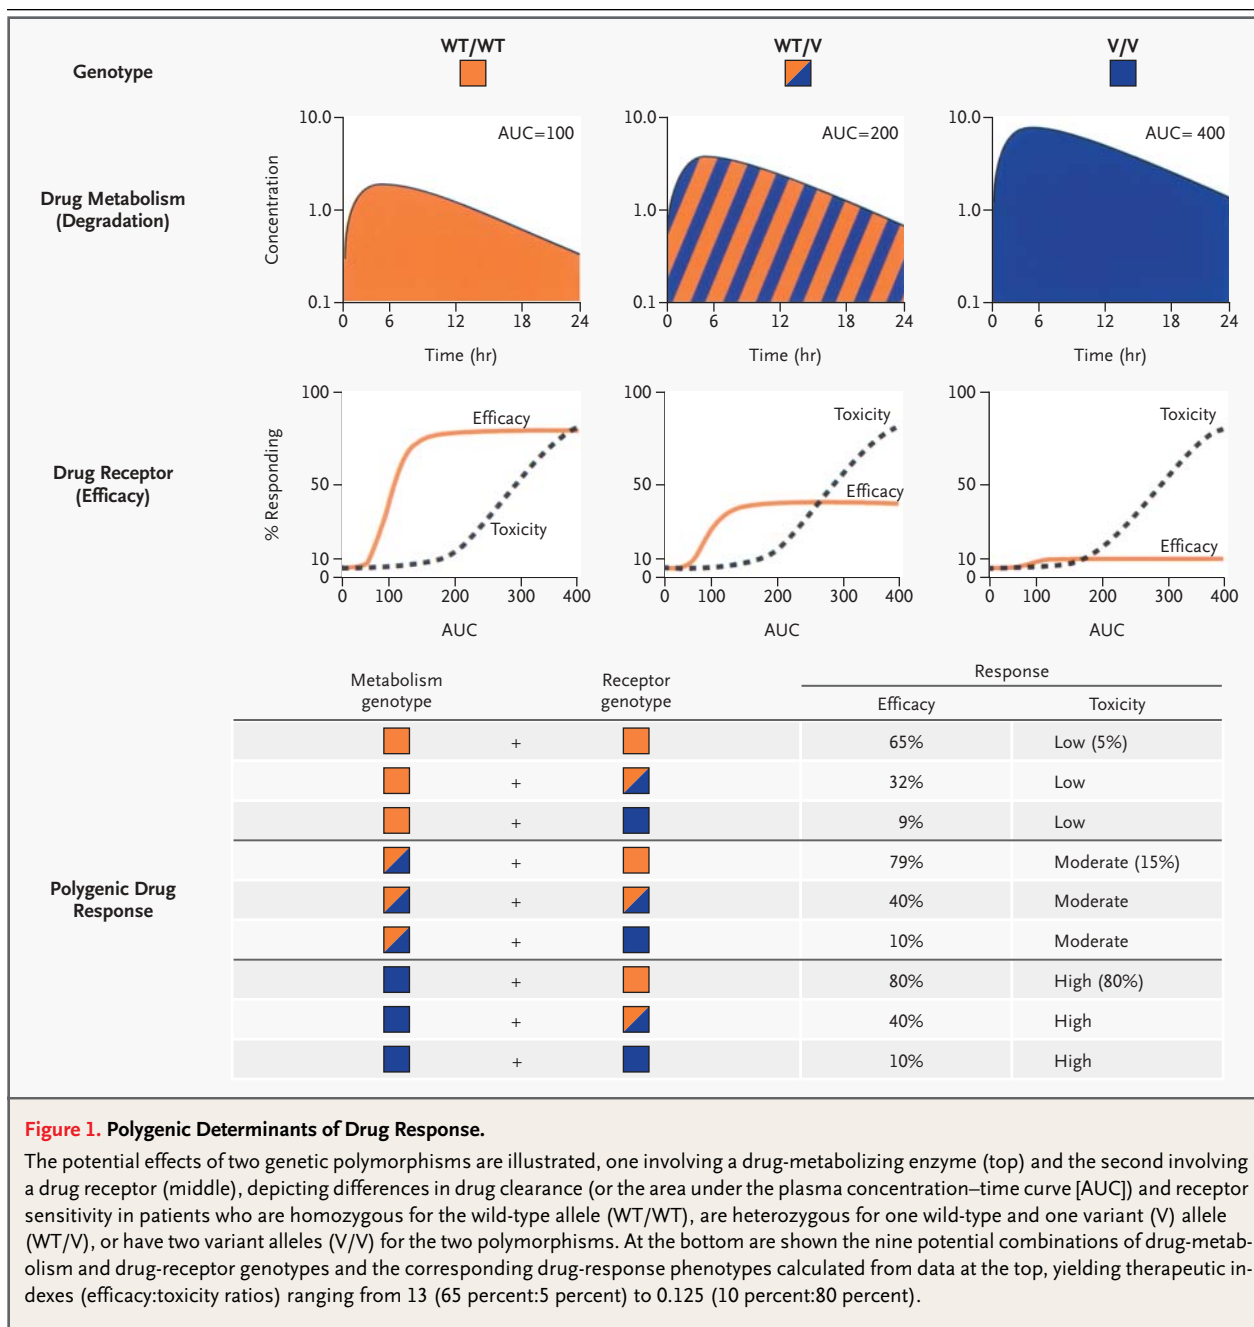 WT/WT WT/V V/V
Genotype
10.0 10.0 10.0
AUC=100 AUC=200 AUC= 400
Drug Metabolism
(Degradation)
Concentration
1.0 1.0 1.0
0.1 0.1 0.1
0 6 12 18 24 0 6 12 18 24 0 6 12 18 24
Time (hr) Time (hr) Time (hr)
100 100 100
Efficacy Toxicity Toxicity
Drug Receptor
(Efficacy)
% Responding
50 50 50
Toxicity Efficacy Efficacy
10 10 10
0 0 0
0 100 200 300 400 0 100 200 300 400 0 100 200 300 400
AUC AUC AUC
Metabolism
genotype
Receptor
genotype
Response
Efficacy Toxicity
+ 65% Low (5%)
+ 32% Low
+ 9% Low
+ 79% Moderate (15%)
Polygenic Drug
Response
+ 40% Moderate
+ 10% Moderate
+ 80% High (80%)
+ 40% High
+ 10% High
Figure 1. Polygenic Determinants of Drug Response.
The potential effects of two genetic polymorphisms are illustrated, one involving a drug-metabolizing enzyme (top) and the second involving
a drug receptor (middle), depicting differences in drug clearance (or the area under the plasma concentration–time curve [AUC]) and receptor
sensitivity in patients who are homozygous for the wild-type allele (WT/WT), are heterozygous for one wild-type and one variant (V) allele
(WT/V), or have two variant alleles (V/V) for the two polymorphisms. At the bottom are shown the nine potential combinations of drug-metab-
olism and drug-receptor genotypes and the corresponding drug-response phenotypes calculated from data at the top, yielding therapeutic in-
dexes (efficacy:toxicity ratios) ranging from 13 (65 percent:5 percent) to 0.125 (10 percent:80 percent).